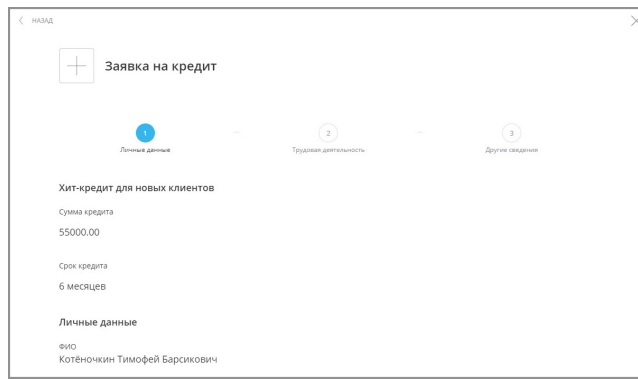 НАЗАД
Заявка на кредит
1
2
3
Личные данные
Трудовая деятельность
Другие сведения
Хит-кредит для новых клиентов
Сумма кредита
55000.00
Срок кредита
6 месяцев
Личные данные
ФИО
Котёночкин Тимофей Барсикович